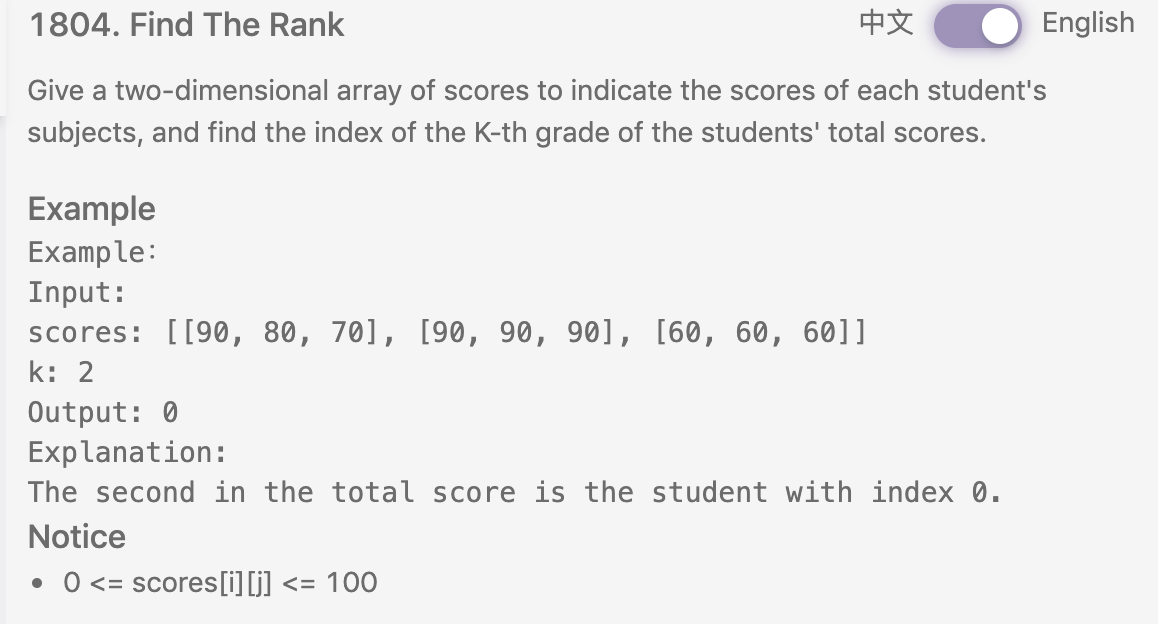 1804. Find The Rank 中文 English
Give a two-dimensional array of scores to indicate the scores of each student's
subjects, and find the index of the K-th grade of the students' total scores.
Example
Example:
Input:
scores: [[90, 80, 70], [90, 90, 90], [60, 60, 60]]
k: 2
Output: 0
Explanation:
The second in the total score is the student with index 0.
Notice
• 0 <= scores[i][j] <= 100